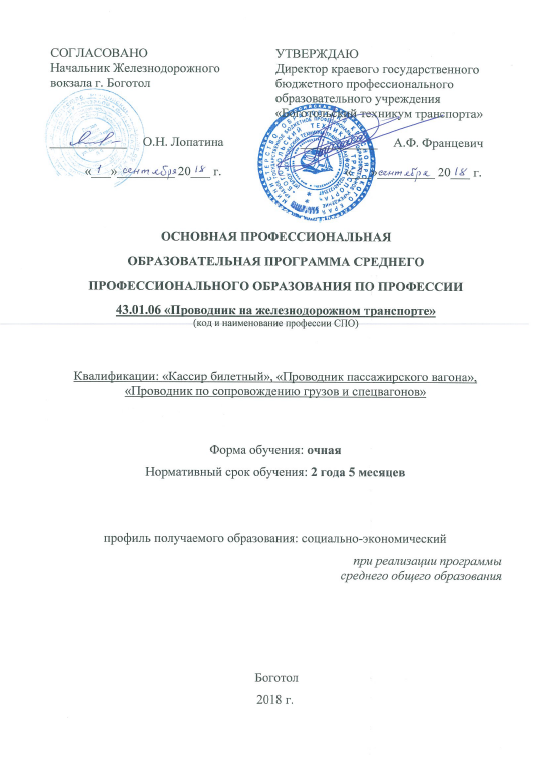 СОГЛАСОВАНО
Начальник Железнодорожного
вокзала г. Боготол
О.Н. Лопатина
« 1 » сентября 20 18 г.
УТВЕРЖДАЮ
Директор краевого государственного
бюджетного профессионального
образовательного учреждения
«Боготольский техникум транспорта»
А.Ф. Францевич
сентября 20 18 г.
ОСНОВНАЯ ПРОФЕССИОНАЛЬНАЯ
ОБРАЗОВАТЕЛЬНАЯ ПРОГРАММА СРЕДНЕГО
ПРОФЕССИОНАЛЬНОГО ОБРАЗОВАНИЯ ПО ПРОФЕССИИ
43.01.06 «Проводник на железнодорожном транспорте»
(код и наименование профессии СПО)
Квалификации: «Кассир билетный», «Проводник пассажирского вагона»,
«Проводник по сопровождению грузов и спецвагонов»
Форма обучения: очная
Нормативный срок обучения: 2 года 5 месяцев
профиль получаемого образования: социально-экономический
при реализации программы
среднего общего образования
Боготол
2018 г.